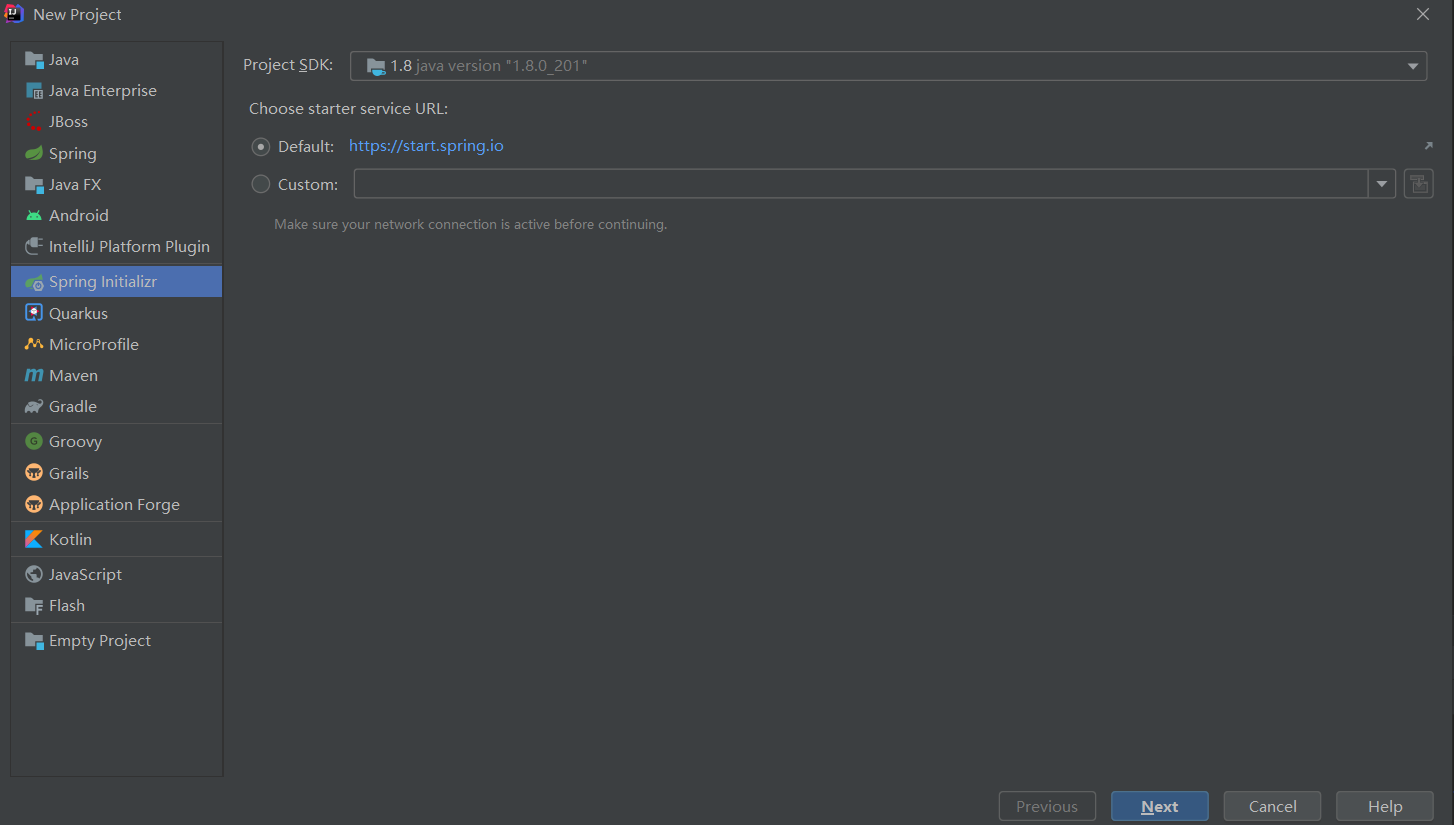 New Project
Java
Java Enterprise
JBoss
Spring
Java FX
Android
IntelliJ Platform Plugin
Spring Initializr
Quarkus
MicroProfile
Maven
Gradle
Groovy
Grails
Application Forge
Kotlin
JavaScript
Flash
Empty Project
Project SDK: 1.8 java version "1.8.0_201"
Choose starter service URL:
Default: https://start.spring.io
Custom:
Make sure your network connection is active before continuing.
Previous Next Cancel Help